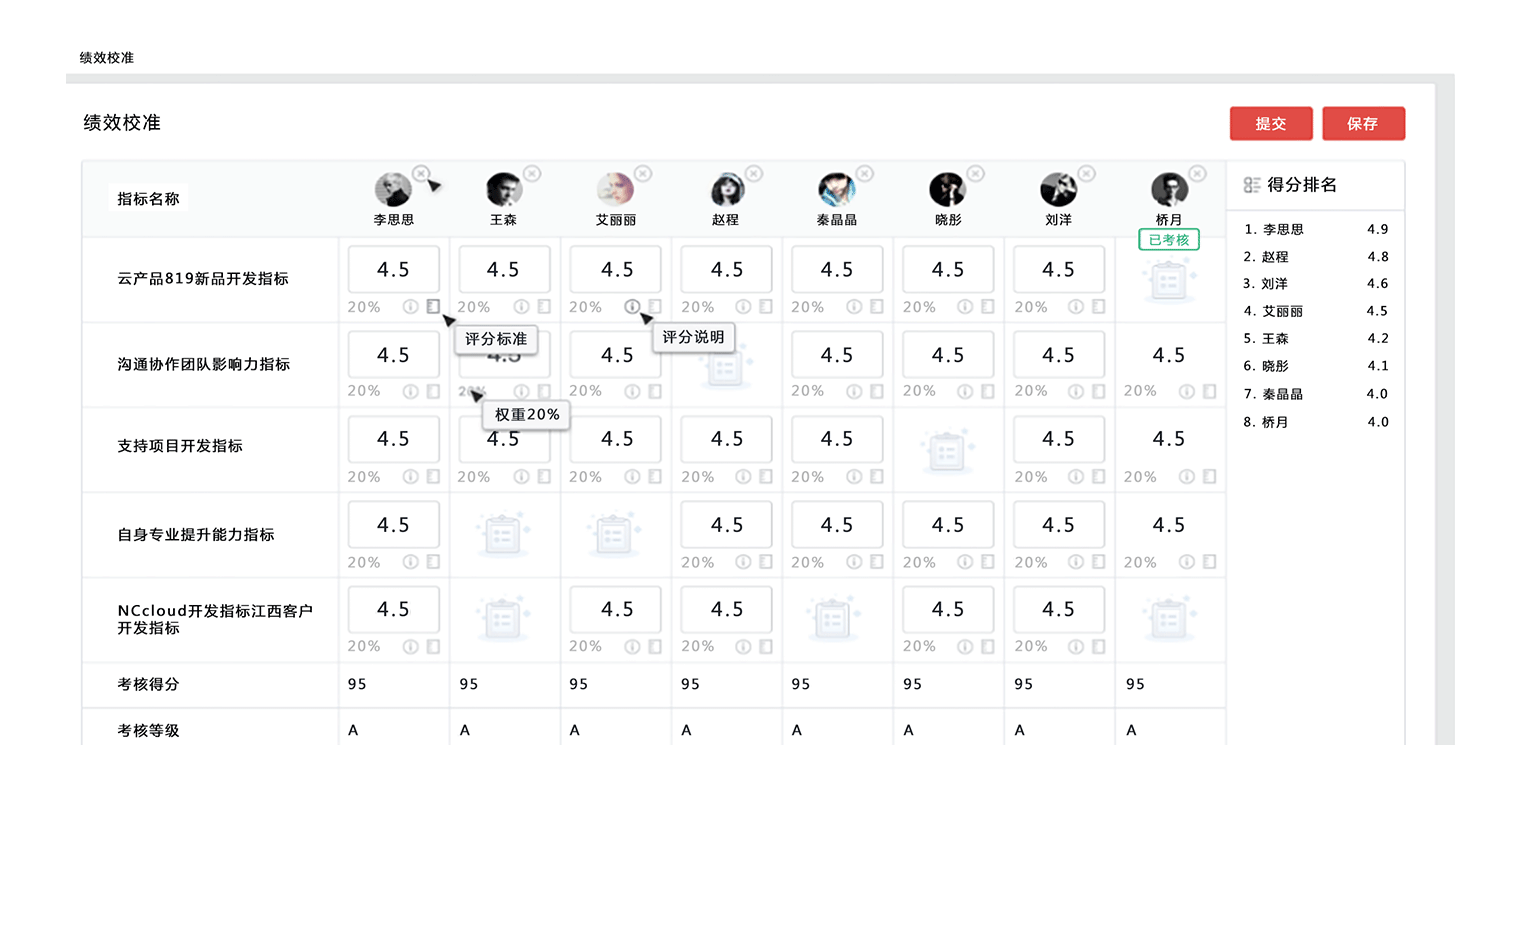 绩效校准
绩效校准
提交 保存
指标名称 李思思 王森 艾丽丽 赵程 秦晶晶 晓彤 刘洋 桥月
已考核
得分排名
1. 李思思 4.9
2. 赵程 4.8
3. 刘洋 4.6
4. 艾丽丽 4.5
5. 王森 4.2
6. 晓彤 4.1
7. 秦晶晶 4.0
8. 桥月 4.0
云产品819新品开发指标 4.5 4.5 4.5 4.5 4.5 4.5 4.5
20% 20% 20% 20% 20% 20% 20%
评分标准 评分说明
沟通协作团队影响力指标 4.5 4.5 4.5 4.5 4.5 4.5 4.5
20% 20% 20% 20% 20% 20% 20%
权重20%
支持项目开发指标 4.5 4.5 4.5 4.5 4.5 4.5 4.5
20% 20% 20% 20% 20% 20% 20%
自身专业提升能力指标 4.5 4.5 4.5 4.5 4.5 4.5
20% 20% 20% 20% 20% 20%
NCcloud开发指标江西客户
开发指标 4.5 4.5 4.5 4.5 4.5
20% 20% 20% 20% 20%
考核得分 95 95 95 95 95 95 95 95
考核等级 A A A A A A A A